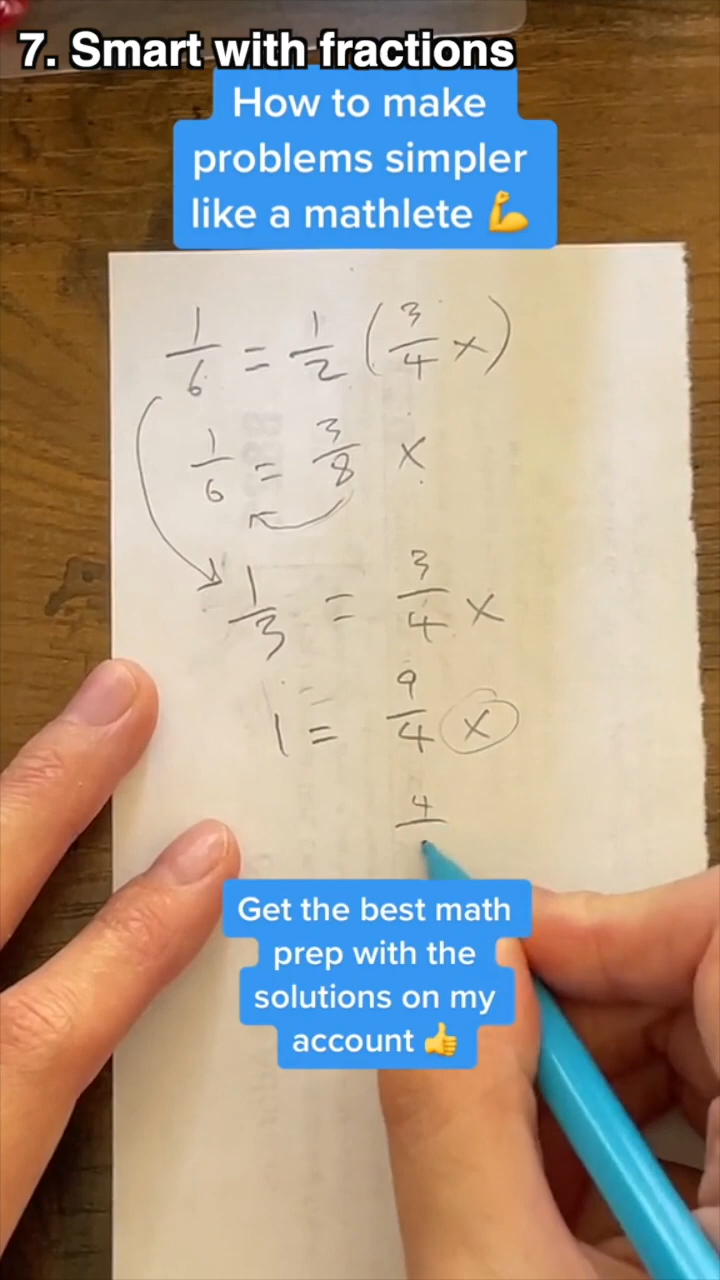 7. Smart with fractions
How to make
problems simpler
like a mathlete 💪
1/6 = 1/2 (3/4 x)
1/6 = 3/8 x
1/3 = 3/4 x
1 = 9/4 x
4
Get the best math
prep with the
solutions on my
account 👍